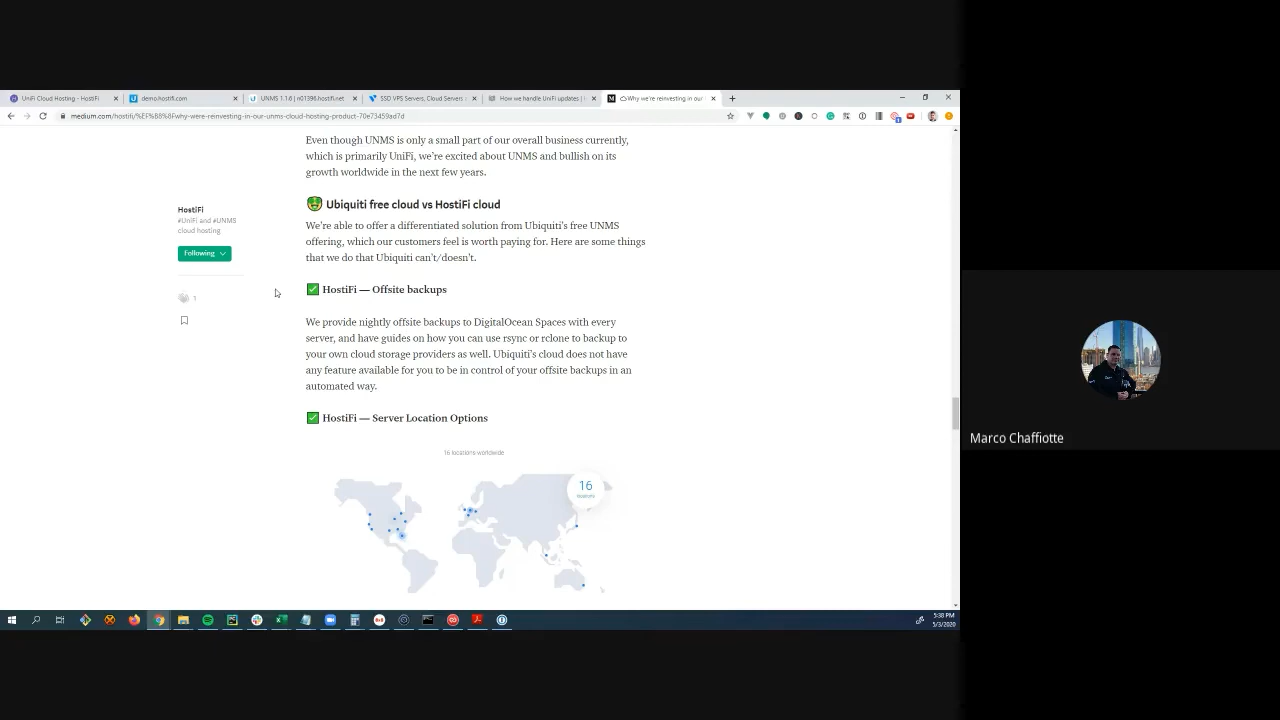 UniFi Cloud Hosting - HostiFi
demo.hostifi.com
UNMS 1.1.6 | n01396.hostifi.net
SSD VPS Servers, Cloud Servers
How we handle UniFi updates |
Why we're reinvesting in our
medium.com/hostifi/%EF%B8%8Fwhy-were-reinvesting-in-our-unms-cloud-hosting-product-70e73459ad7d
Even though UNMS is only a small part of our overall business currently,
which is primarily UniFi, we're excited about UNMS and bullish on its
growth worldwide in the next few years.
HostiFi
#UniFi and #UNMS
cloud hosting
Following
1
Ubiquiti free cloud vs HostiFi cloud
We're able to offer a differentiated solution from Ubiquiti's free UNMS
offering, which our customers feel is worth paying for. Here are some things
that we do that Ubiquiti can't/doesn't.
HostiFi — Offsite backups
We provide nightly offsite backups to DigitalOcean Spaces with every
server, and have guides on how you can use rsync or rclone to backup to
your own cloud storage providers as well. Ubiquiti's cloud does not have
any feature available for you to be in control of your offsite backups in an
automated way.
HostiFi — Server Location Options
16 locations worldwide
16
Marco Chaffiotte
5:38 PM
5/3/2020